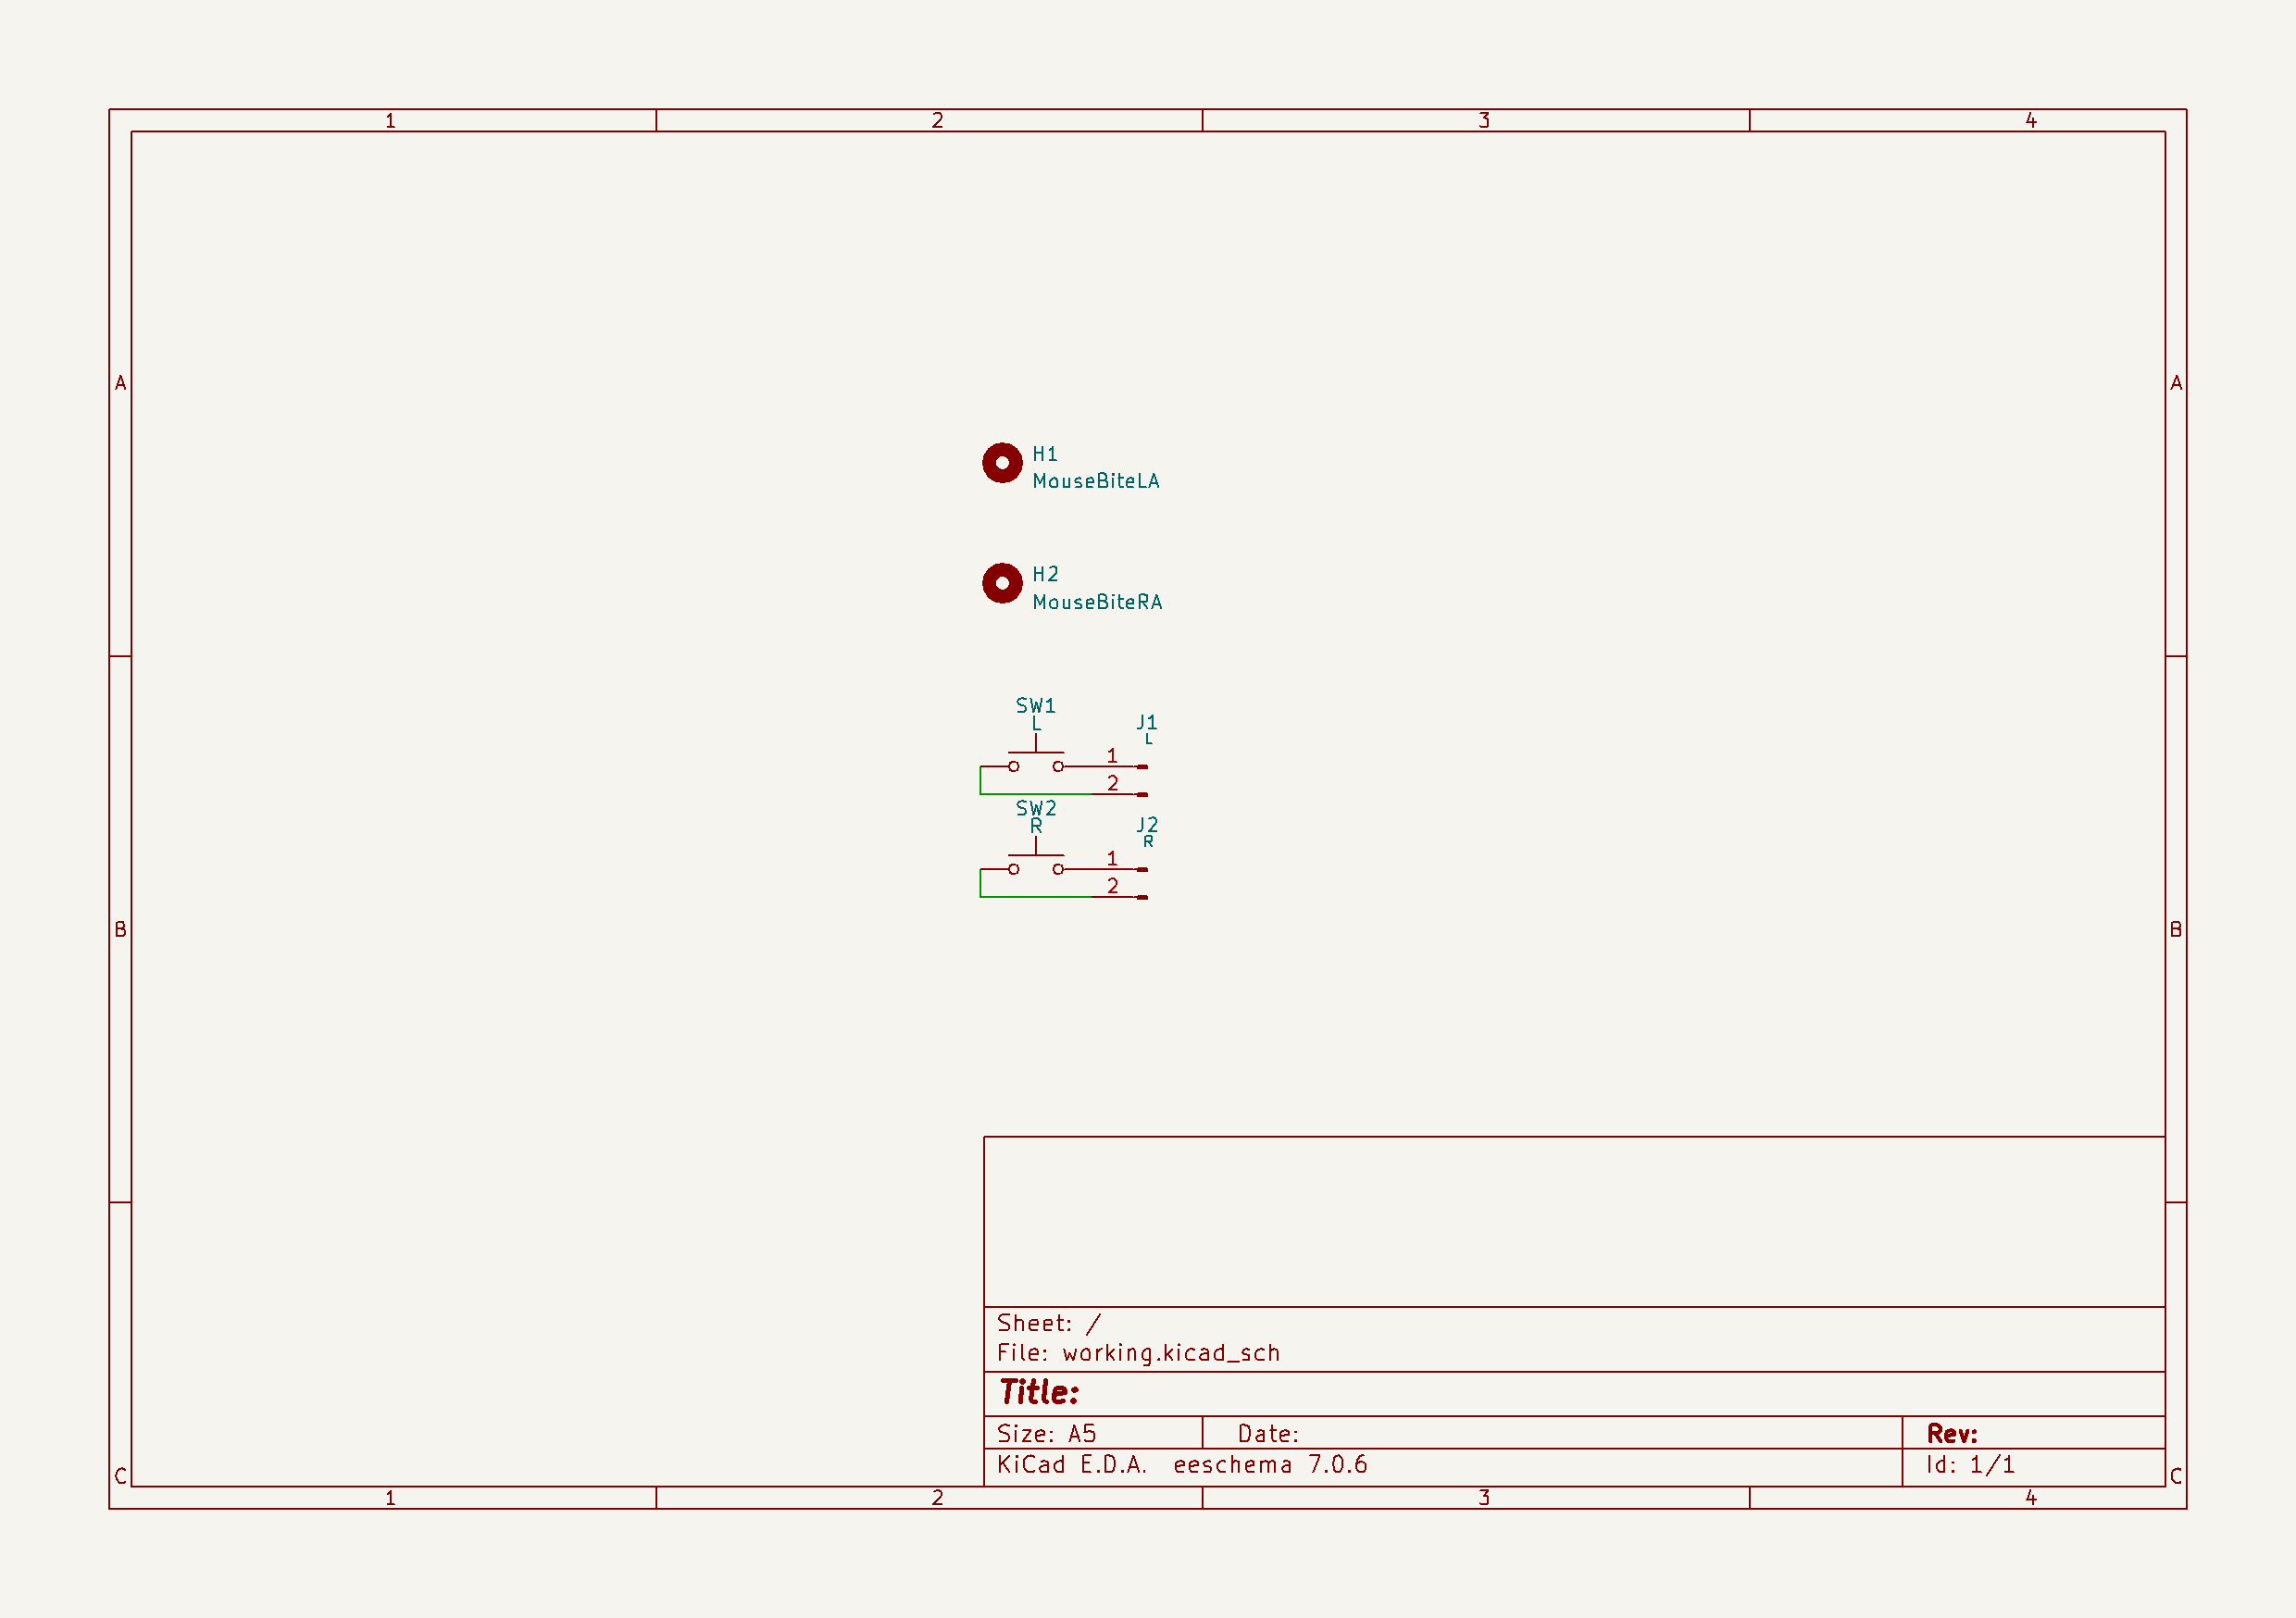 1 2 3 4
A A
H1
MouseBiteLA
H2
MouseBiteRA
SW1
L
J1
L
1
2
SW2
R
J2
R
1
2
B B
Sheet: /
File: working.kicad_sch
Title:
Size: A5 Date: Rev:
KiCad E.D.A. eeschema 7.0.6 Id: 1/1
C C
1 2 3 4